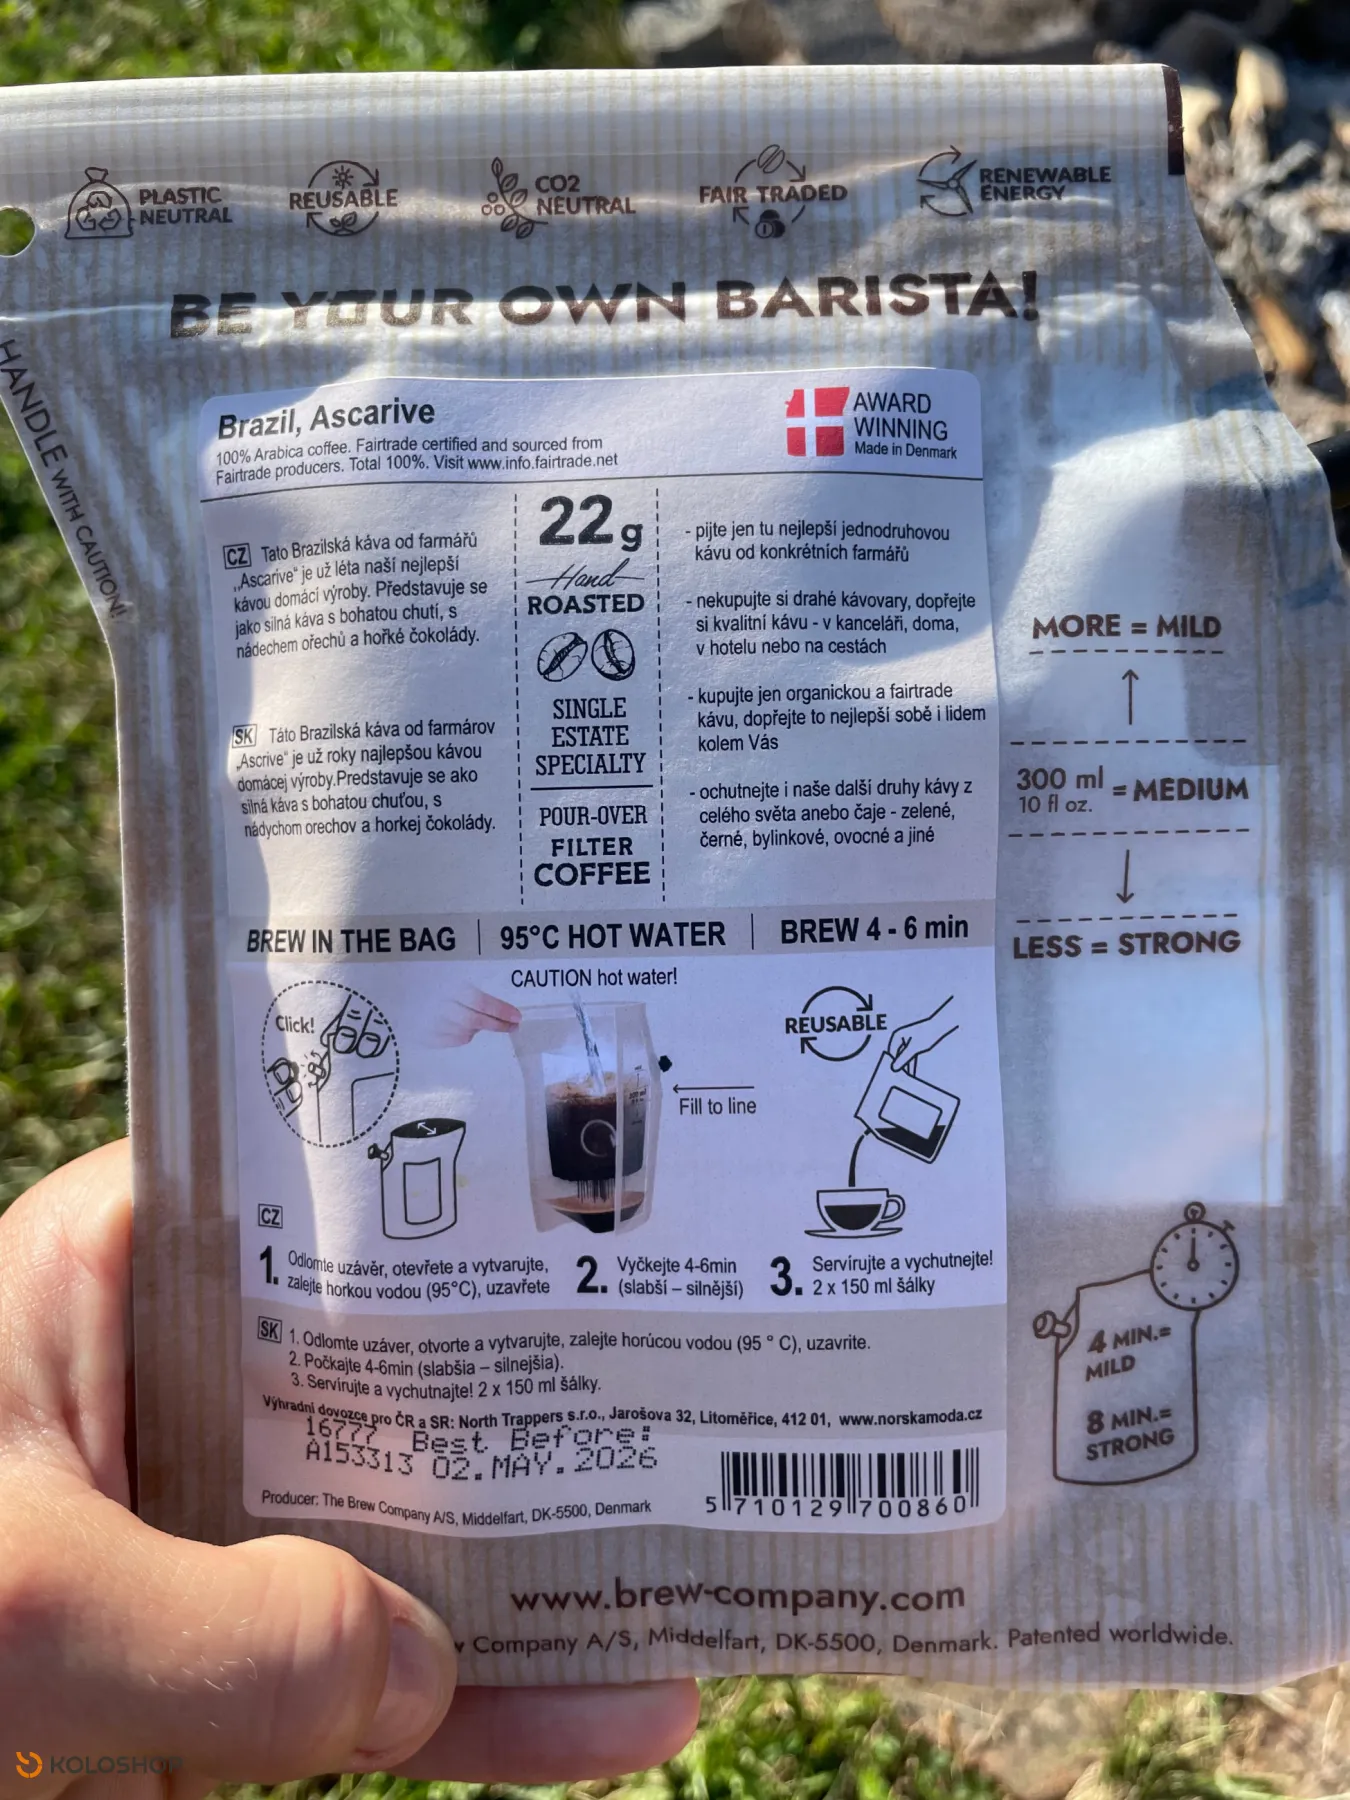 PLASTIC
NEUTRAL
REUSABLE
CO2
NEUTRAL
FAIR TRADED
RENEWABLE
ENERGY
BE YOUR OWN BARISTA!
HANDLE WITH CAUTION!
Brazil, Ascarive
100% Arabica coffee. Fairtrade certified and sourced from
Fairtrade producers. Total 100%. Visit www.info.fairtrade.net
AWARD
WINNING
Made in Denmark
CZ Tato Brazilská káva od farmářů
„Ascarive“ je už léta naší nejlepší
kávou domácí výroby. Představuje se
jako silná káva s bohatou chutí, s
nádechem ořechů a hořké čokolády.
SK Táto Brazilská káva od farmárov
„Ascrive“ je už roky najlepšou kávou
domácej výroby.Predstavuje se ako
silná káva s bohatou chuťou, s
nádychom orechov a horkej čokolády.
22g
Hand
ROASTED
SINGLE
ESTATE
SPECIALTY
POUR-OVER
FILTER
COFFEE
- pijte jen tu nejlepší jednodruhovou
kávu od konkrétních farmářů
- nekupujte si drahé kávovary, dopřejte
si kvalitní kávu - v kanceláři, doma,
v hotelu nebo na cestách
- kupujte jen organickou a fairtrade
kávu, dopřejte to nejlepší sobě i lidem
kolem Vás
- ochutnejte i naše další druhy kávy z
celého světa anebo čaje - zelené,
černé, bylinkové, ovocné a jiné
MORE = MILD
300 ml
10 fl oz.
= MEDIUM
LESS = STRONG
BREW IN THE BAG
95°C HOT WATER
BREW 4 - 6 min
CAUTION hot water!
Click!
Fill to line
REUSABLE
CZ
1. Odlomte uzávěr, otevřete a vytvarujte,
zalejte horkou vodou (95°C), uzavřete
2. Vyčkejte 4-6min
(slabší – silnější)
3. Servírujte a vychutnejte!
2 x 150 ml šálky
SK 1. Odlomte uzáver, otvorte a vytvarujte, zalejte horúcou vodou (95 ° C), uzavrite.
2. Počkajte 4-6min (slabšia – silnejšia).
3. Servírujte a vychutnajte! 2 x 150 ml šálky.
Výhradní dovozce pro ČR a SR: North Trappers s.r.o., Jarošova 32, Litoměřice, 412 01, www.norskamoda.cz
16777 Best Before:
A153313 02.MAY.2026
Producer: The Brew Company A/S, Middelfart, DK-5500, Denmark
5 710129 700860
4 MIN.=
MILD
8 MIN.=
STRONG
www.brew-company.com
Company A/S, Middelfart, DK-5500, Denmark. Patented worldwide.
KOLOSHOP